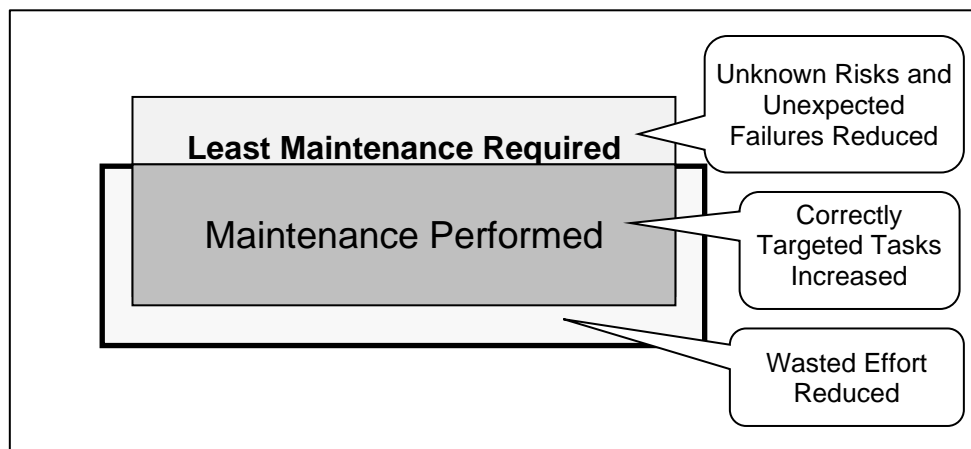 Unknown Risks and
Unexpected
Failures Reduced
Least Maintenance Required
Maintenance Performed
Correctly
Targeted Tasks
Increased
Wasted Effort
Reduced